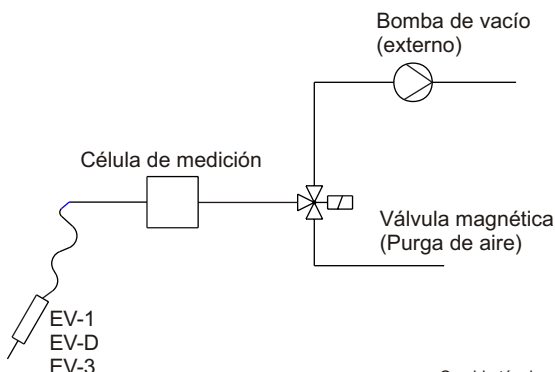 Bomba de vacío
(externo)
Célula de medición
Válvula magnética
(Purga de aire)
EV-1
EV-D
EV-3